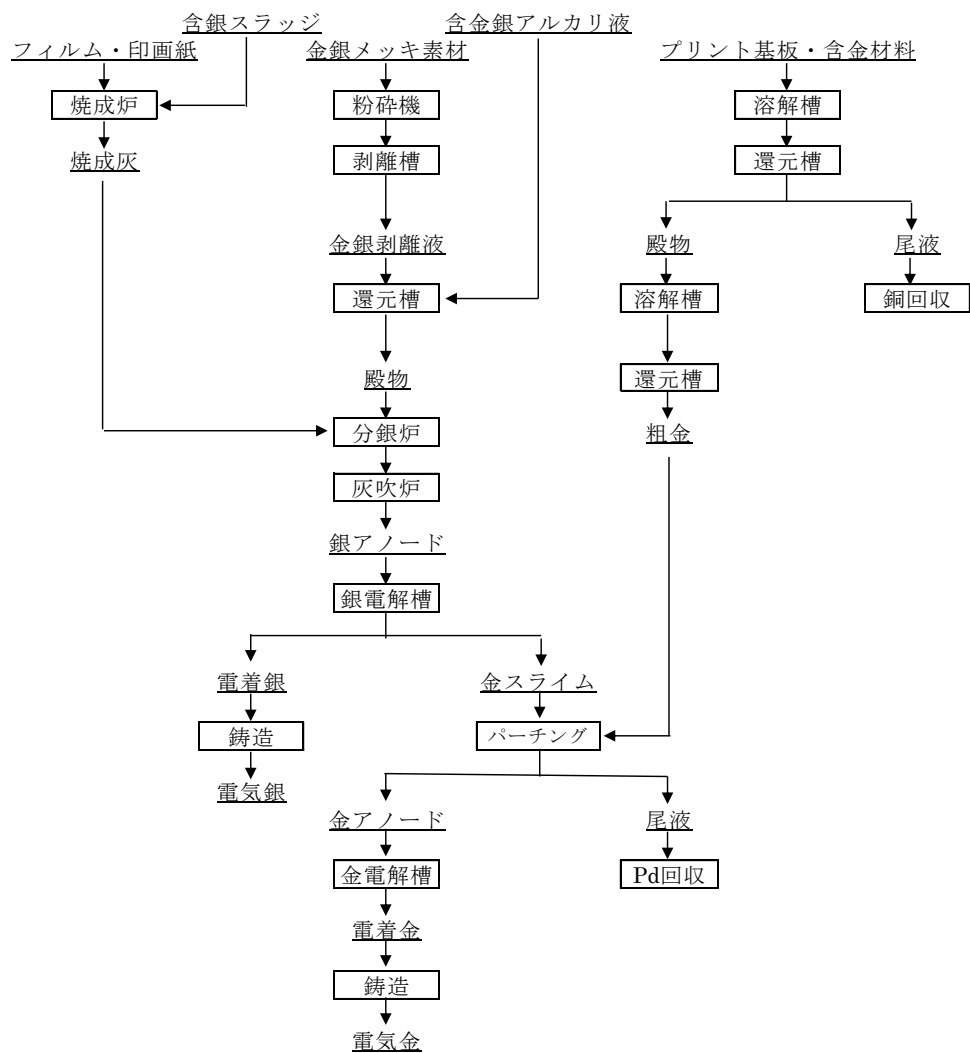 含銀スラッジ
含金銀アルカリ液
フィルム・印画紙
金銀メッキ素材
プリント基板・含金材料
焼成炉
粉砕機
溶解槽
焼成灰
剥離槽
還元槽
金銀剥離液
殿物
尾液
還元槽
溶解槽
銅回収
殿物
還元槽
分銀炉
粗金
灰吹炉
銀アノード
銀電解槽
電着銀
金スライム
鋳造
パーチング
電気銀
金アノード
尾液
金電解槽
Pd回収
電着金
鋳造
電気金